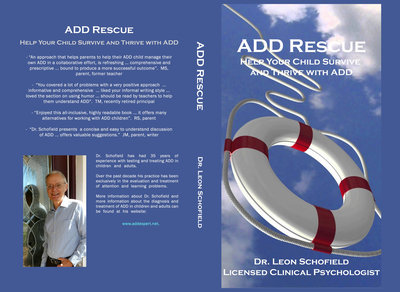 ADD Rescue
Help Your Child Survive and Thrive with ADD
- "An approach that helps parents to help their ADD child manage their
own ADD in a collaborative effort, is refreshing ... comprehensive and
prescriptive ... bound to produce a more successful outcome". MS,
parent, former teacher
- "You covered a lot of problems with a very positive approach ...
informative and comprehensive ... liked your informal writing style ...
loved the section on using humor ... should be read by teachers to help
them understand ADD". TM, recently retired principal
- "Enjoyed this all-inclusive, highly readable book ... it offers many
alternatives for working with ADD children". RS, parent
- "Dr. Schofield presents a concise and easy to understand discussion
of ADD ... offers valuable suggestions." JM, parent, writer
Dr. Leon Schofield has had 35 years of
experience with testing and treating ADD in
children and adults.
Over the past decade his practice has been
exclusively in the evaluation and treatment
of attention and learning problems.
More information about Dr. Schofield and
more information about the diagnosis and
treatment of ADD in children and adults can
be found at his website:
www.addexpert.net.
ADD Rescue
Dr. Leon Schofield
ADD Rescue
Help Your Child Survive
and Thrive with ADD
Dr. Leon Schofield
Licensed Clinical Psychologist